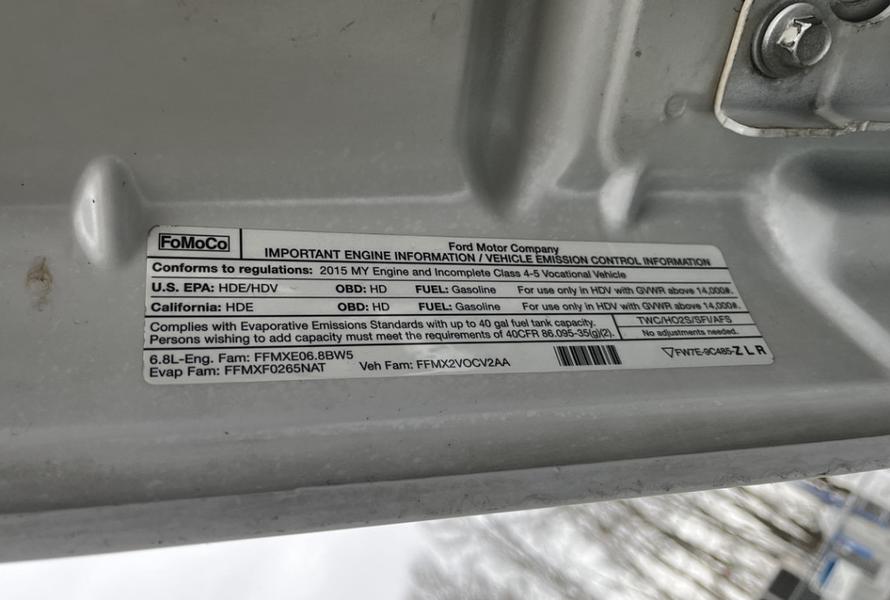 FoMoCo
Ford Motor Company
IMPORTANT ENGINE INFORMATION / VEHICLE EMISSION CONTROL INFORMATION
Conforms to regulations: 2015 MY Engine and Incomplete Class 4-5 Vocational Vehicle
U.S. EPA: HDE/HDV OBD: HD FUEL: Gasoline For use only in HDV with GVWR above 14,000#.
California: HDE OBD: HD FUEL: Gasoline For use only in HDV with GVWR above 14,000#.
Complies with Evaporative Emissions Standards with up to 40 gal fuel tank capacity.
Persons wishing to add capacity must meet the requirements of 40CFR 86.095-35(g)(2).
TWC/HO2S/SFI/AFS
No adjustments needed.
6.8L-Eng. Fam: FFMXE06.8BW5
Evap Fam: FFMXF0265NAT
Veh Fam: FFMX2VOCV2AA
FW7E-9C485-ZLR